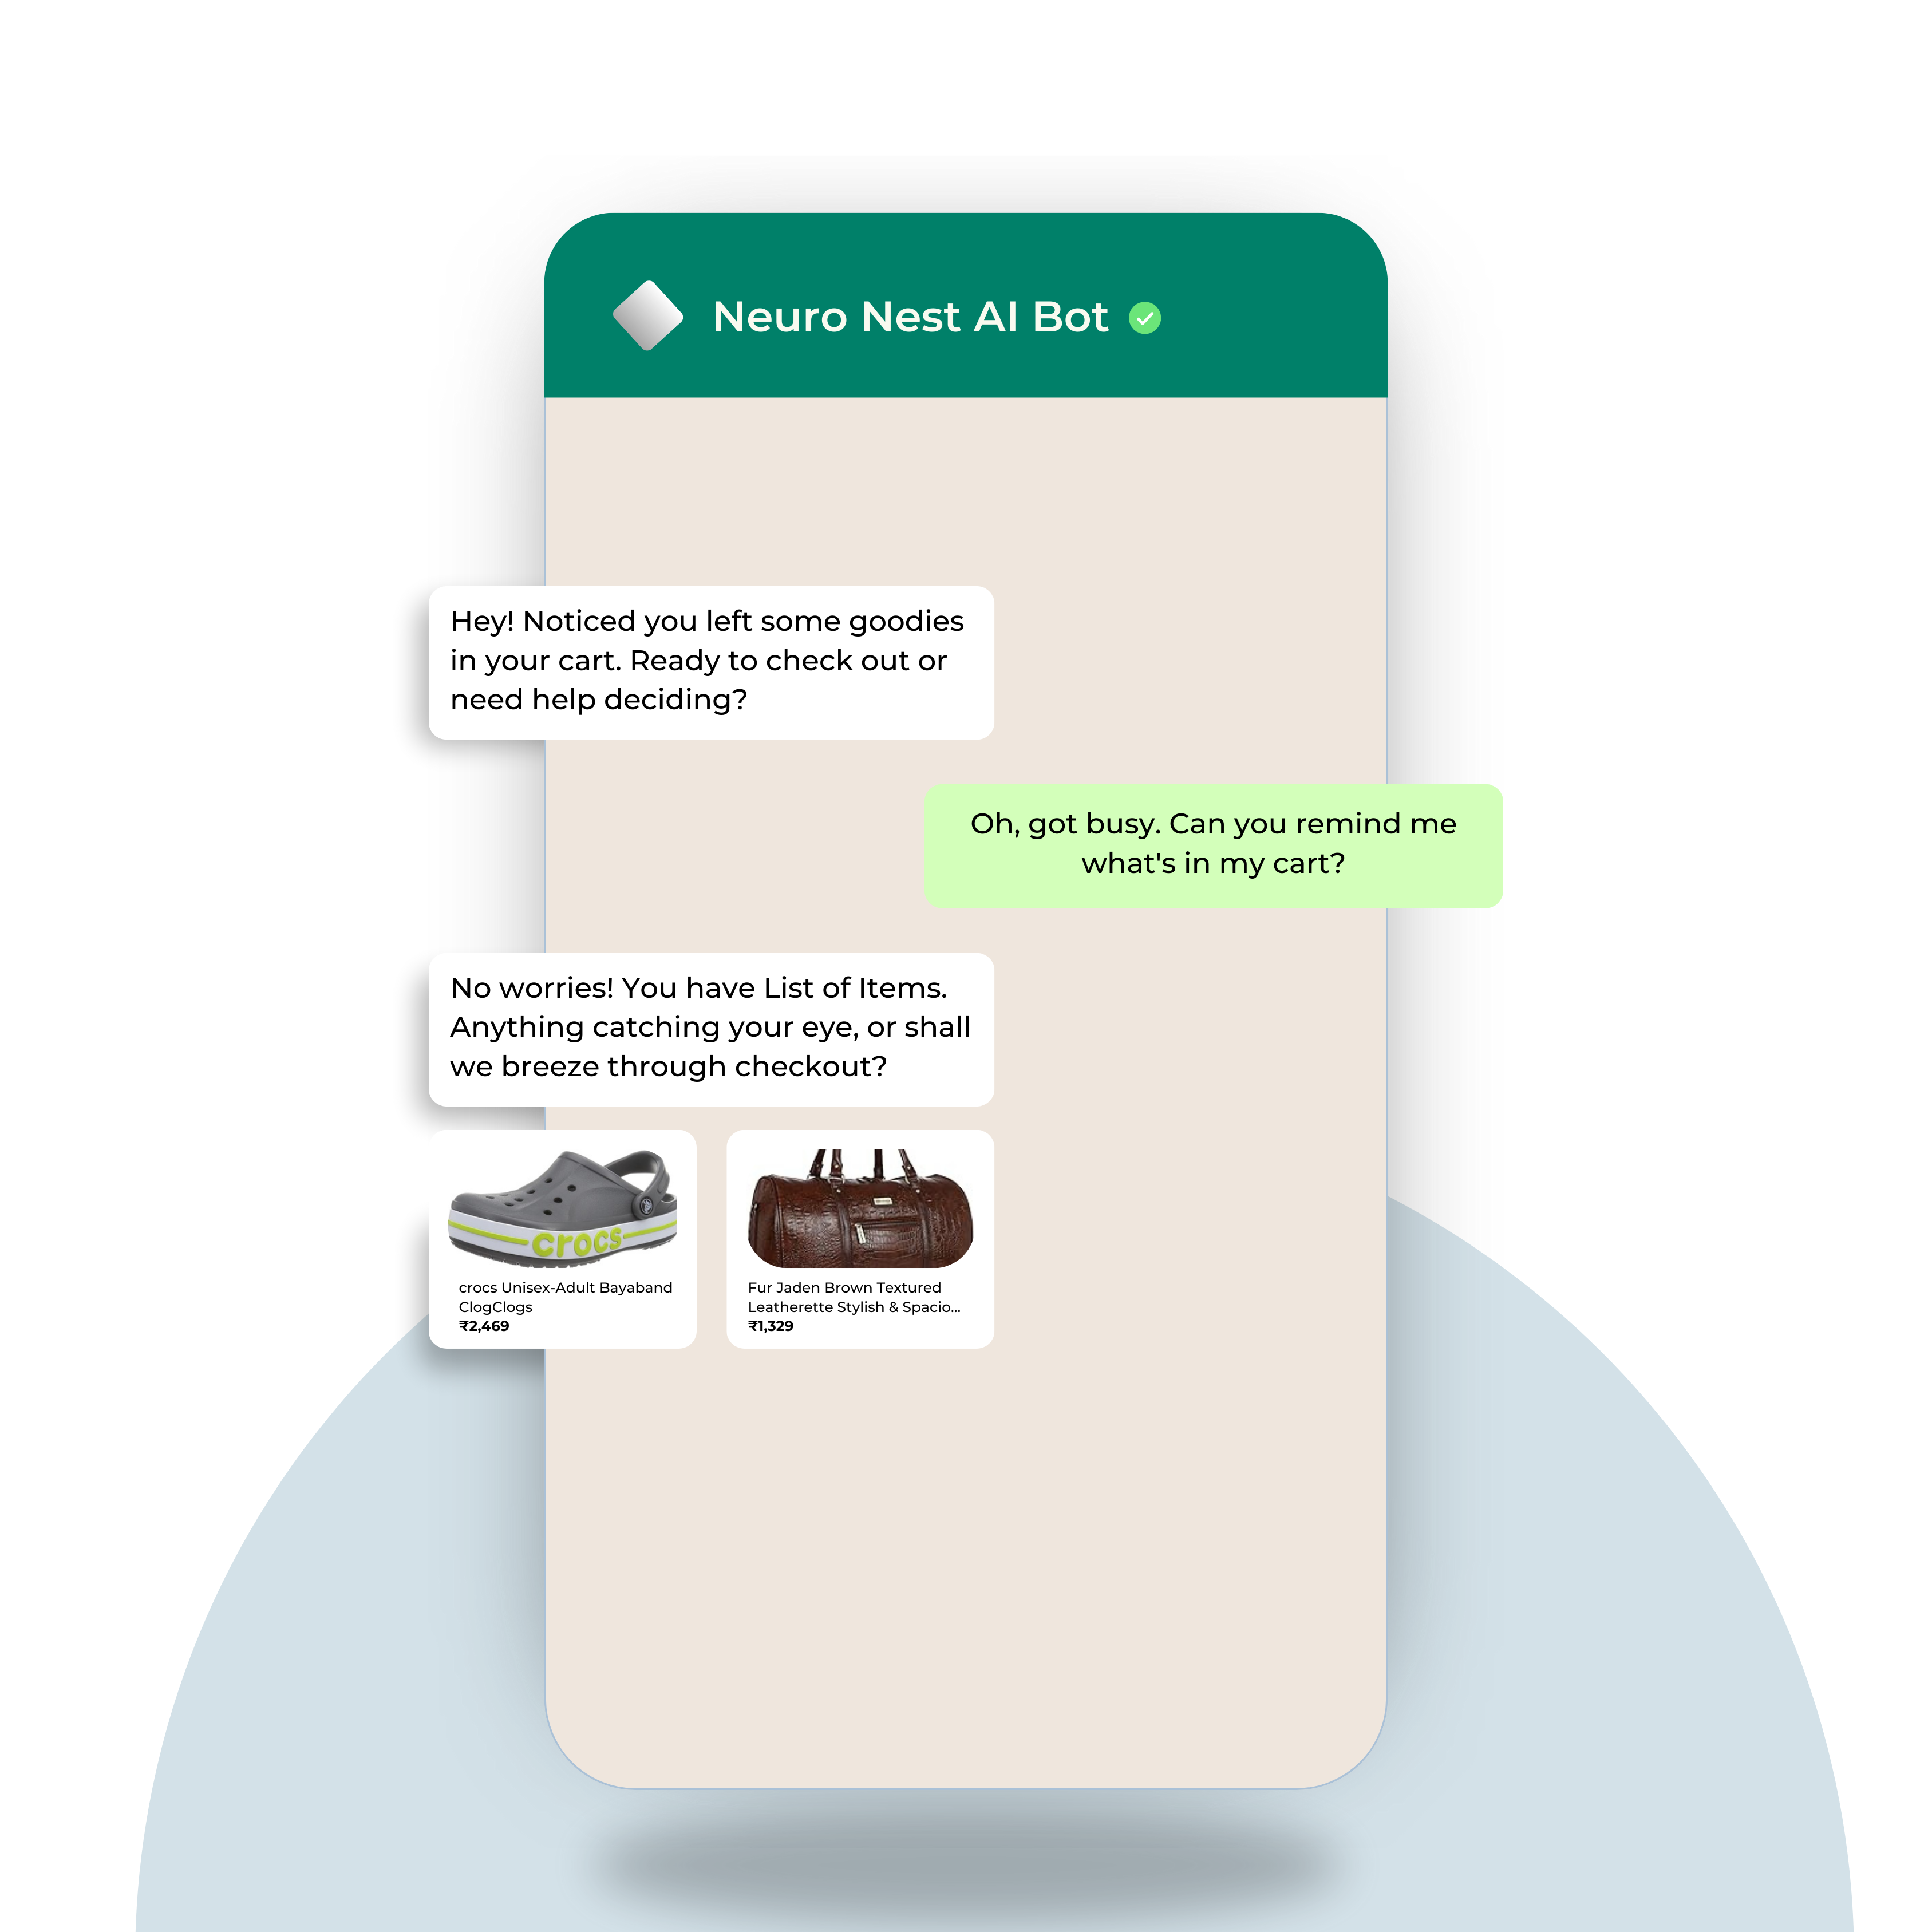 Neuro Nest AI Bot
Hey! Noticed you left some goodies
in your cart. Ready to check out or
need help deciding?
Oh, got busy. Can you remind me
what's in my cart?
No worries! You have List of Items.
Anything catching your eye, or shall
we breeze through checkout?
crocs
crocs Unisex-Adult Bayaband
ClogClogs
₹2,469
Fur Jaden Brown Textured
Leatherette Stylish & Spacio...
₹1,329